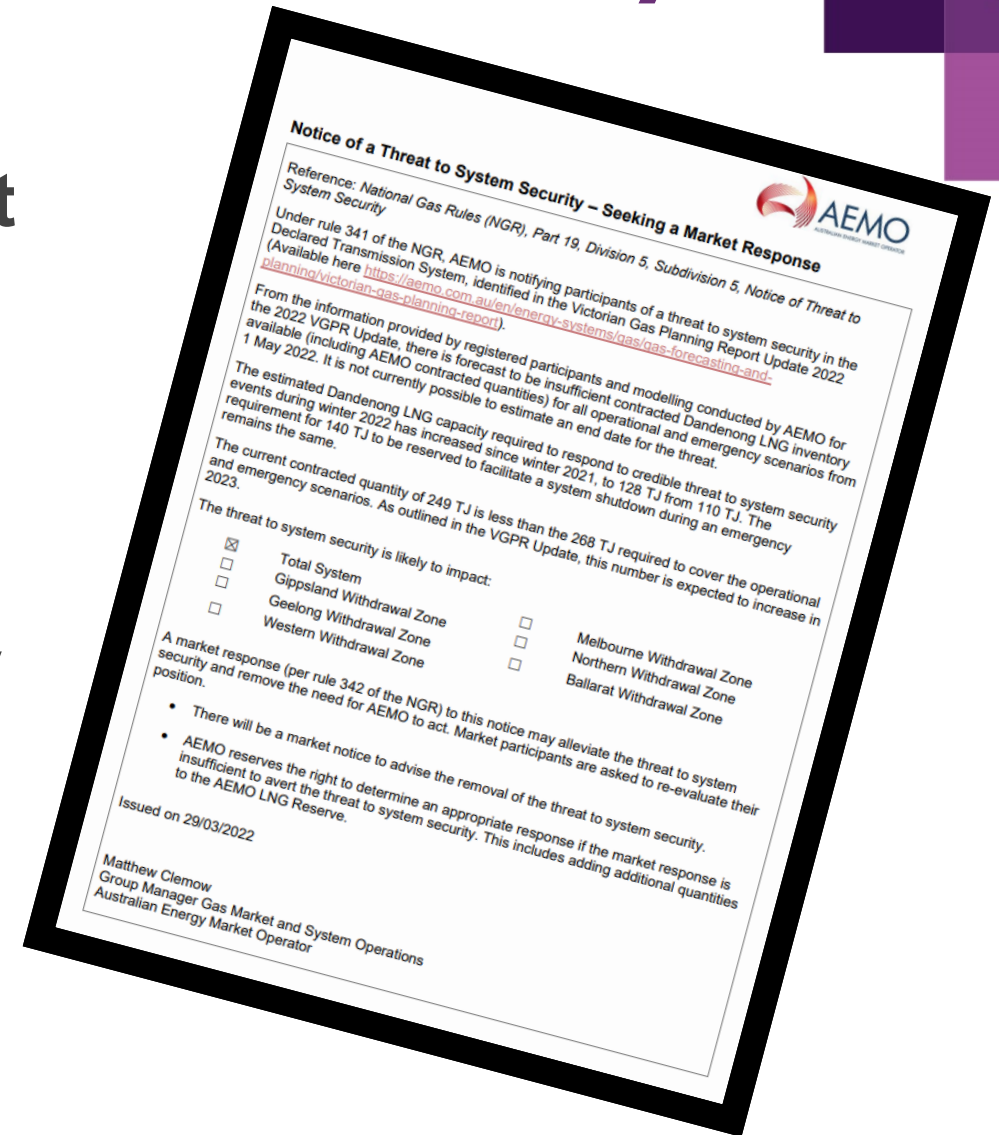 t
Notice of a Threat to System Security – Seeking a Market Response
AEMO
AUSTRALIAN ENERGY MARKET OPERATOR
Reference: National Gas Rules (NGR), Part 19, Division 5, Subdivision 5, Notice of Threat to
System Security
Under rule 341 of the NGR, AEMO is notifying participants of a threat to system security in the
Declared Transmission System, identified in the Victorian Gas Planning Report Update 2022
(Available here https://aemo.com.au/en/energy-systems/gas/gas-forecasting-and-
planning/victorian-gas-planning-report).
From the information provided by registered participants and modelling conducted by AEMO for
the 2022 VGPR Update, there is forecast to be insufficient contracted Dandenong LNG inventory
available (including AEMO contracted quantities) for all operational and emergency scenarios from
1 May 2022. It is not currently possible to estimate an end date for the threat.
The estimated Dandenong LNG capacity required to respond to credible threat to system security
events during winter 2022 has increased since winter 2021, to 128 TJ from 110 TJ. The
requirement for 140 TJ to be reserved to facilitate a system shutdown during an emergency
remains the same.
The current contracted quantity of 249 TJ is less than the 268 TJ required to cover the operational
and emergency scenarios. As outlined in the VGPR Update, this number is expected to increase in
2023.
The threat to system security is likely to impact:
☒ Total System
☐ Gippsland Withdrawal Zone ☐ Melbourne Withdrawal Zone
☐ Geelong Withdrawal Zone ☐ Northern Withdrawal Zone
☐ Western Withdrawal Zone ☐ Ballarat Withdrawal Zone
A market response (per rule 342 of the NGR) to this notice may alleviate the threat to system
security and remove the need for AEMO to act. Market participants are asked to re-evaluate their
position.
• There will be a market notice to advise the removal of the threat to system security.
• AEMO reserves the right to determine an appropriate response if the market response is
insufficient to avert the threat to system security. This includes adding additional quantities
to the AEMO LNG Reserve.
Issued on 29/03/2022
Matthew Clemow
Group Manager Gas Market and System Operations
Australian Energy Market Operator